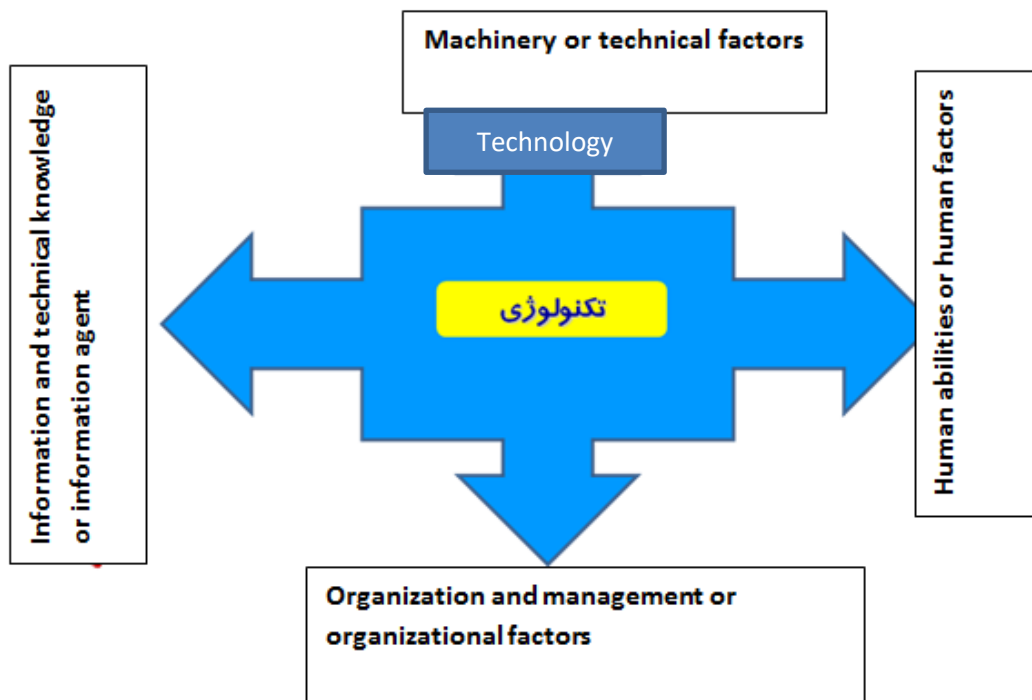 Machinery or technical factors
Technology
Information and technical knowledge
or information agent
تکنولوژی
Human abilities or human factors
Organization and management or
organizational factors